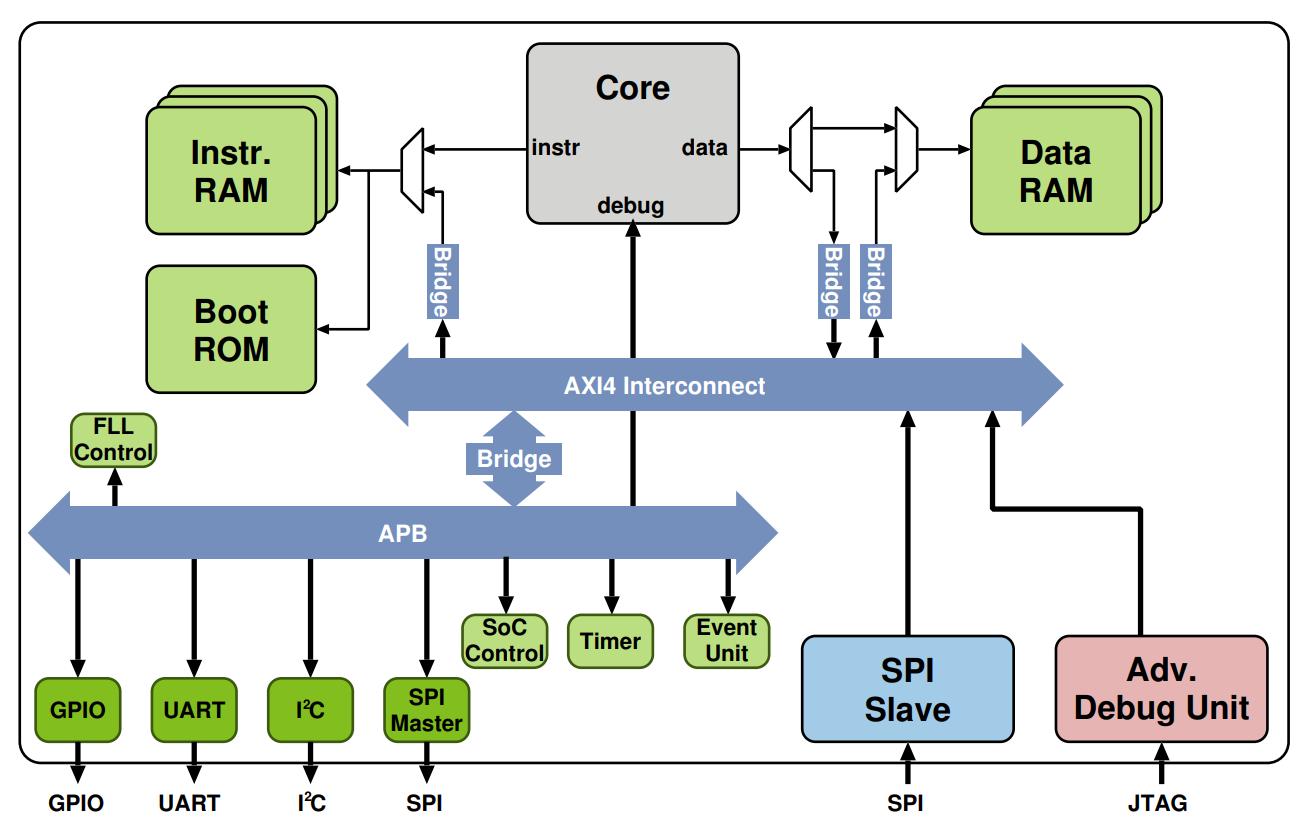 Core
instr
data
debug
Instr.
RAM
Data
RAM
Bridge
Bridge
Bridge
Boot
ROM
AXI4 Interconnect
FLL
Control
Bridge
APB
SoC
Control
Timer
Event
Unit
GPIO
UART
I²C
SPI
Master
SPI
Slave
Adv.
Debug Unit
GPIO
UART
I²C
SPI
SPI
JTAG